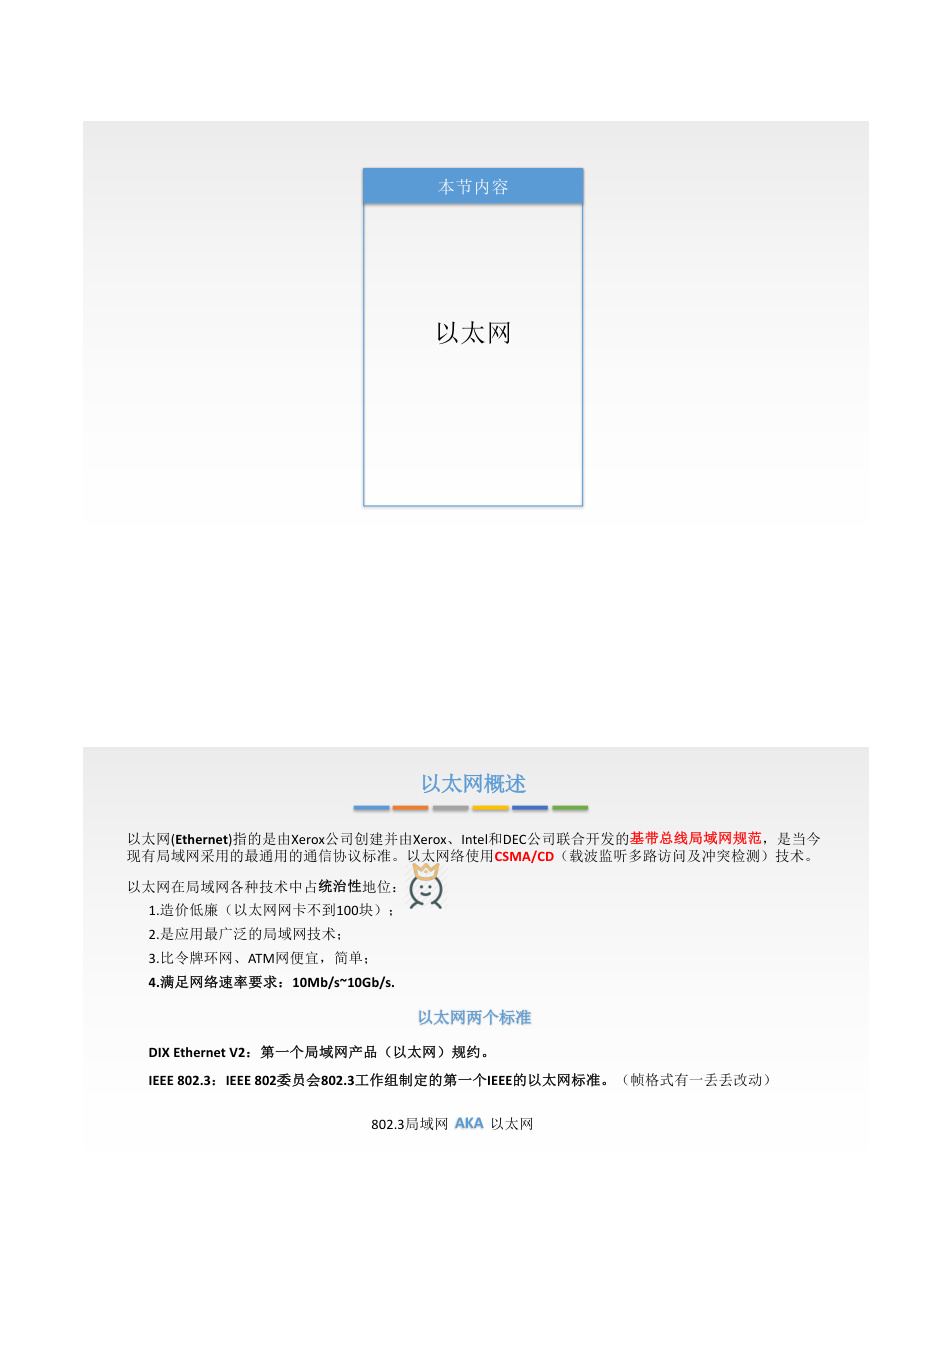 本节内容
以太网
以太网概述
以太网(Ethernet)指的是由Xerox公司创建并由Xerox、Intel和DEC公司联合开发的基带总线局域网规范，是当今
现有局域网采用的最通用的通信协议标准。以太网络使用CSMA/CD（载波监听多路访问及冲突检测）技术。
以太网在局域网各种技术中占统治性地位：
1.造价低廉（以太网网卡不到100块）；
2.是应用最广泛的局域网技术；
3.比令牌环网、ATM网便宜，简单；
4.满足网络速率要求：10Mb/s~10Gb/s.
以太网两个标准
DIX Ethernet V2：第一个局域网产品（以太网）规约。
IEEE 802.3：IEEE 802委员会802.3工作组制定的第一个IEEE的以太网标准。（帧格式有一丢丢改动）
802.3局域网 AKA 以太网